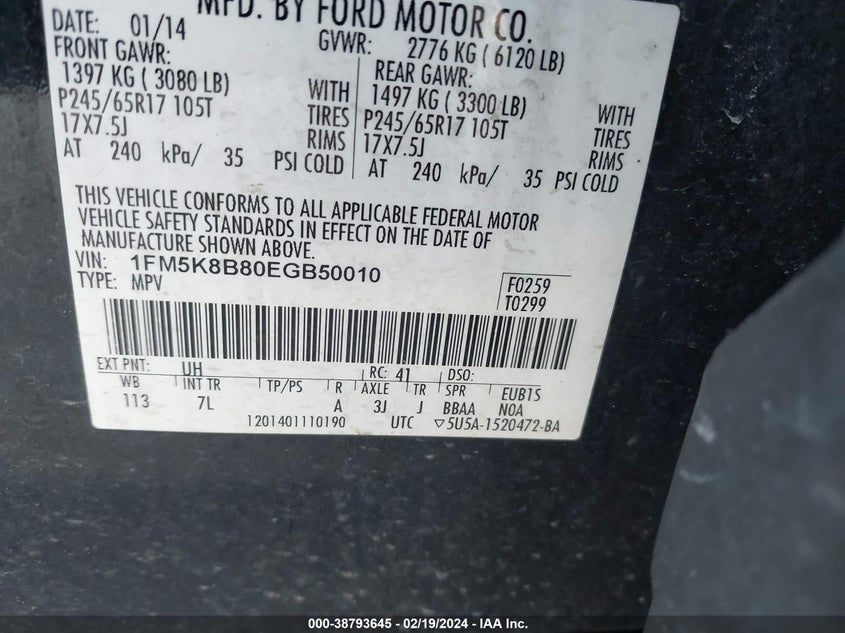 MFD. BY FORD MOTOR CO.
DATE: 01/14 GVWR: 2776 KG ( 6120 LB)
FRONT GAWR: REAR GAWR:
1397 KG ( 3080 LB) WITH 1497 KG ( 3300 LB) WITH
P245/65R17 105T TIRES P245/65R17 105T TIRES
17X7.5J RIMS 17X7.5J RIMS
AT 240 kPa/ 35 PSI COLD AT 240 kPa/ 35 PSI COLD
THIS VEHICLE CONFORMS TO ALL APPLICABLE FEDERAL MOTOR
VEHICLE SAFETY STANDARDS IN EFFECT ON THE DATE OF
MANUFACTURE SHOWN ABOVE.
VIN: 1FM5K8B80EGB50010
TYPE: MPV F0259
T0299
EXT PNT: UH RC: 41 DSO:
WB INT TR TP/PS R AXLE TR SPR EUB1S
113 7L A 3J J BBAA NOA
1201401110190 UTC ▽5U5A-1520472-BA
000-38793645 - 02/19/2024 - IAA Inc.